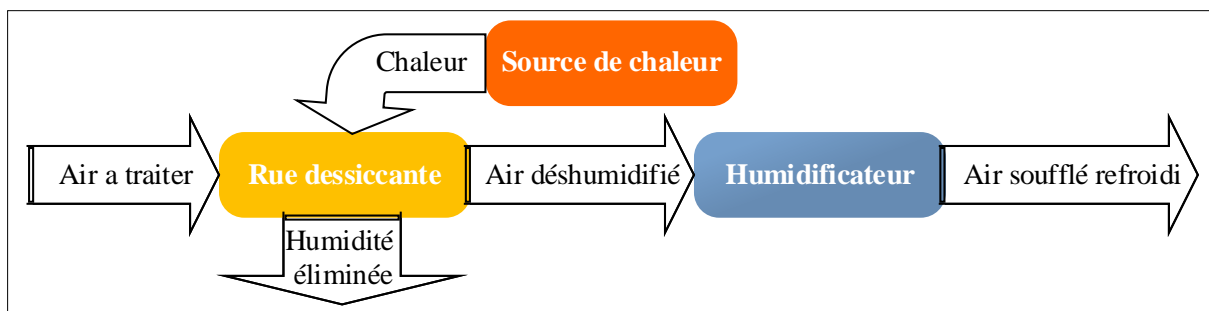 Chaleur
Source de chaleur
Air a traiter
Rue dessiccante
Air déshumidifié
Humidificateur
Air soufflé refroidi
Humidité
éliminée